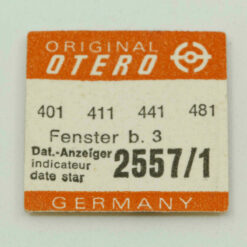 ORIGINAL
OTERO
401 411 441 481
Fenster b. 3
Dat.-Anzeiger
indicateur
date star
2557/1
GERMANY